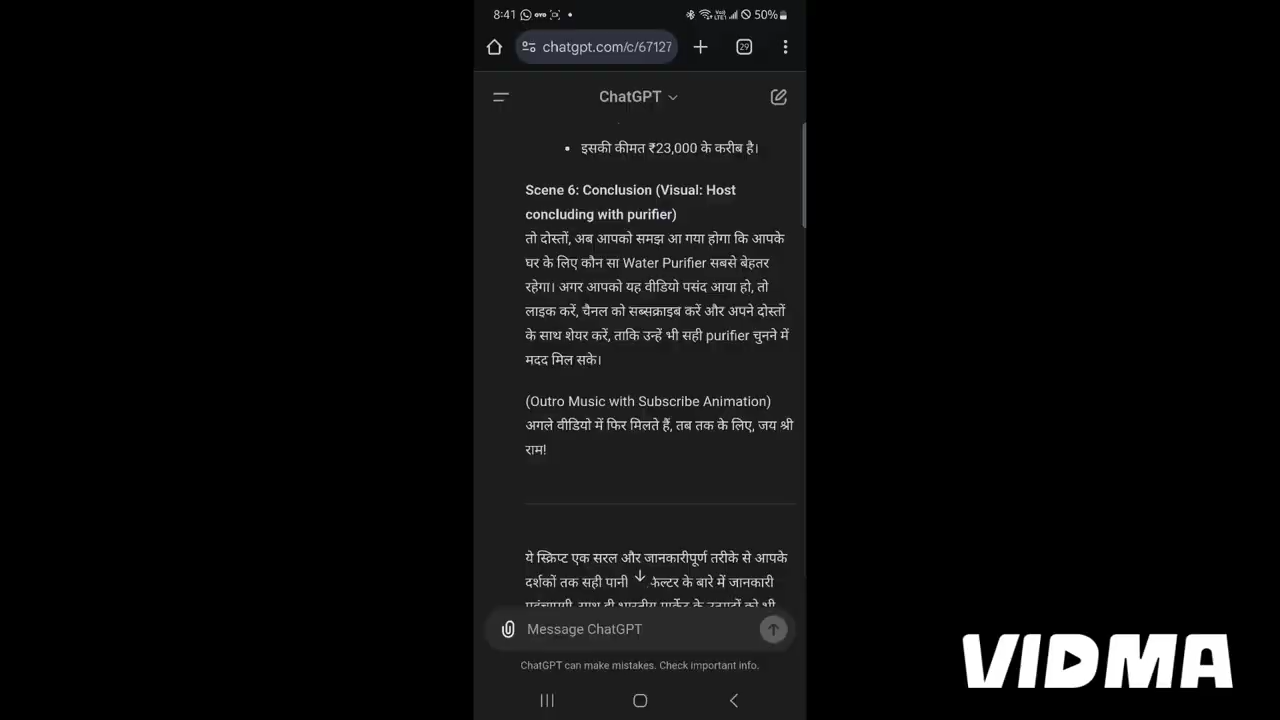 8:41
50%
chatgpt.com/c/67127
29
ChatGPT
• इसकी कीमत ₹23,000 के करीब है।
Scene 6: Conclusion (Visual: Host
concluding with purifier)
तो दोस्तों, अब आपको समझ आ गया होगा कि आपके
घर के लिए कौन सा Water Purifier सबसे बेहतर
रहेगा। अगर आपको यह वीडियो पसंद आया हो, तो
लाइक करें, चैनल को सब्सक्राइब करें और अपने दोस्तों
के साथ शेयर करें, ताकि उन्हें भी सही purifier चुनने में
मदद मिल सके।
(Outro Music with Subscribe Animation)
अगले वीडियो में फिर मिलते हैं, तब तक के लिए, जय श्री
राम!
ये स्क्रिप्ट एक सरल और जानकारीपूर्ण तरीके से आपके
दर्शकों तक सही पानी के बारे में जानकारी
Message ChatGPT
ChatGPT can make mistakes. Check important info.
VIDMA